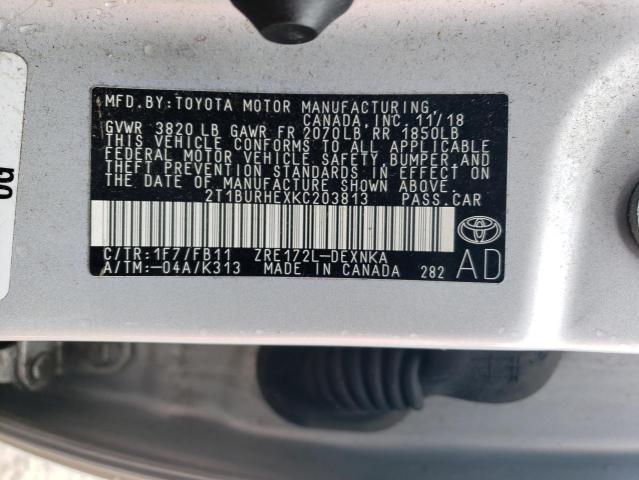 MFD. BY: TOYOTA MOTOR MANUFACTURING,
CANADA, INC. 11/18
GVWR 3820 LB GAWR FR 2070LB RR 1850LB
THIS VEHICLE CONFORMS TO ALL APPLICABLE
FEDERAL MOTOR VEHICLE SAFETY, BUMPER,AND
THEFT PREVENTION STANDARDS IN EFFECT ON
THE DATE OF MANUFACTURE SHOWN ABOVE.
2T1BURHEXKC203813 PASS.CAR
C/TR:1F7/FB11 ZRE172L-DEXNKA
A/TM:-04A/K313 MADE IN CANADA 282
AD